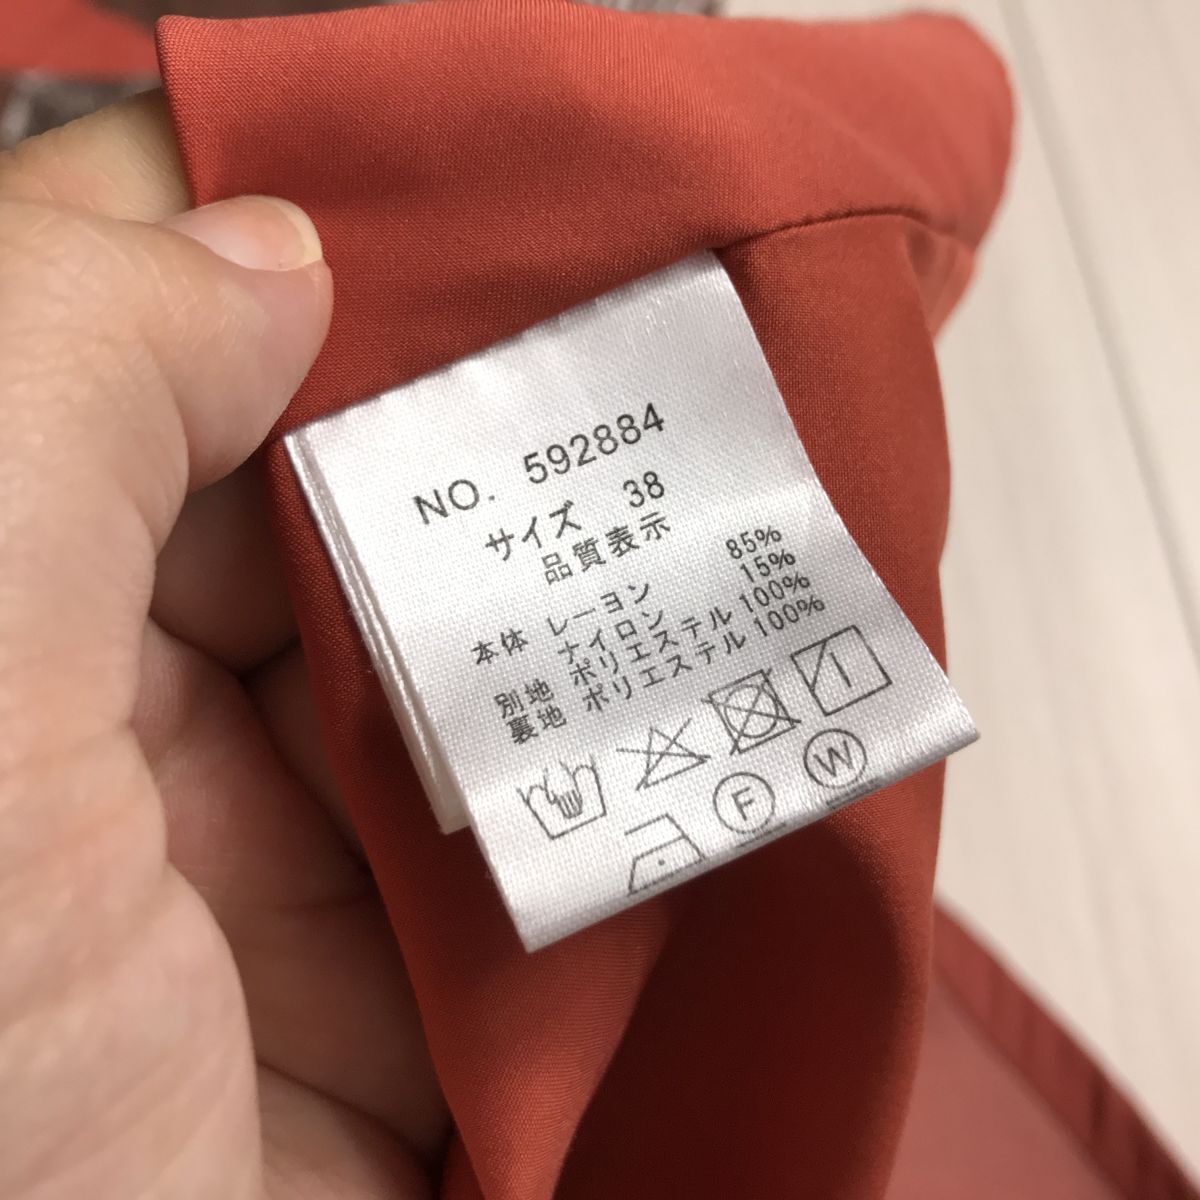 NO. 592884
サイズ 38
品質表示
本体 レーヨン 85%
ナイロン 15%
別地 ポリエステル 100%
裏地 ポリエステル 100%
F W